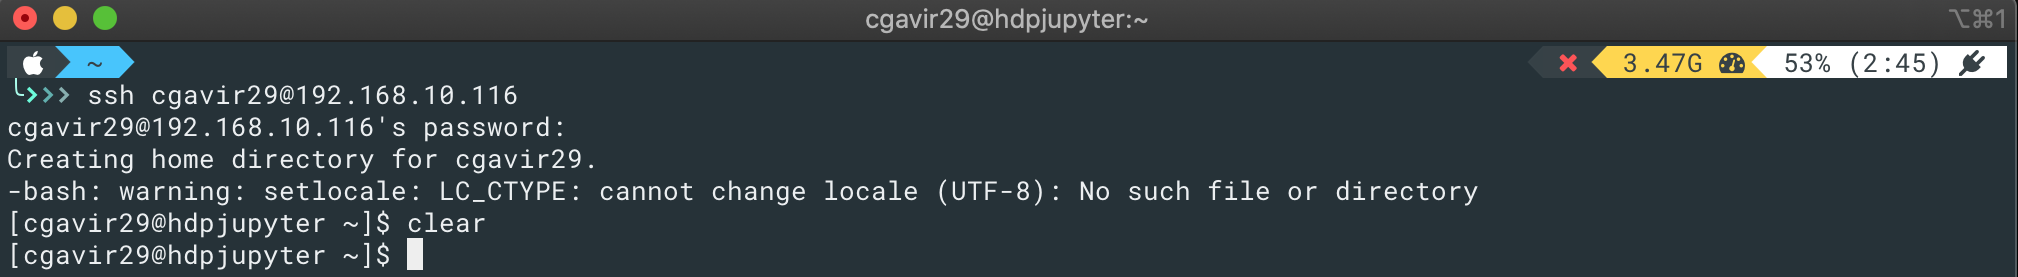 cgavir29@hdpjupyter:~
⌥⌘1
~
3.47G
53% (2:45)
ssh cgavir29@192.168.10.116
cgavir29@192.168.10.116's password:
Creating home directory for cgavir29.
-bash: warning: setlocale: LC_CTYPE: cannot change locale (UTF-8): No such file or directory
[cgavir29@hdpjupyter ~]$ clear
[cgavir29@hdpjupyter ~]$